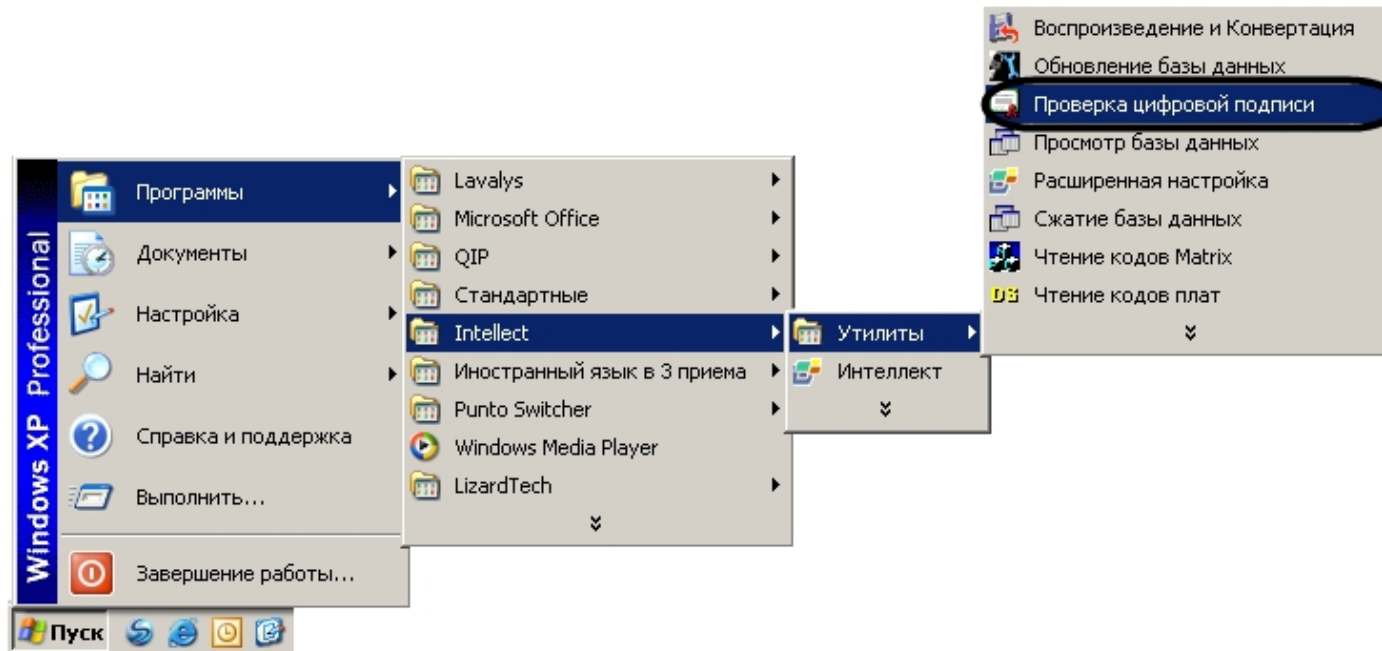 Windows XP Professional
Программы
Документы
Настройка
Найти
Справка и поддержка
Выполнить...
Завершение работы...
Пуск
Lavalys
Microsoft Office
QIP
Стандартные
Intellect
Иностранный язык в 3 приема
Punto Switcher
Windows Media Player
LizardTech
Утилиты
Интеллект
Воспроизведение и Конвертация
Обновление базы данных
Проверка цифровой подписи
Просмотр базы данных
Расширенная настройка
Сжатие базы данных
Чтение кодов Matrix
Чтение кодов плат